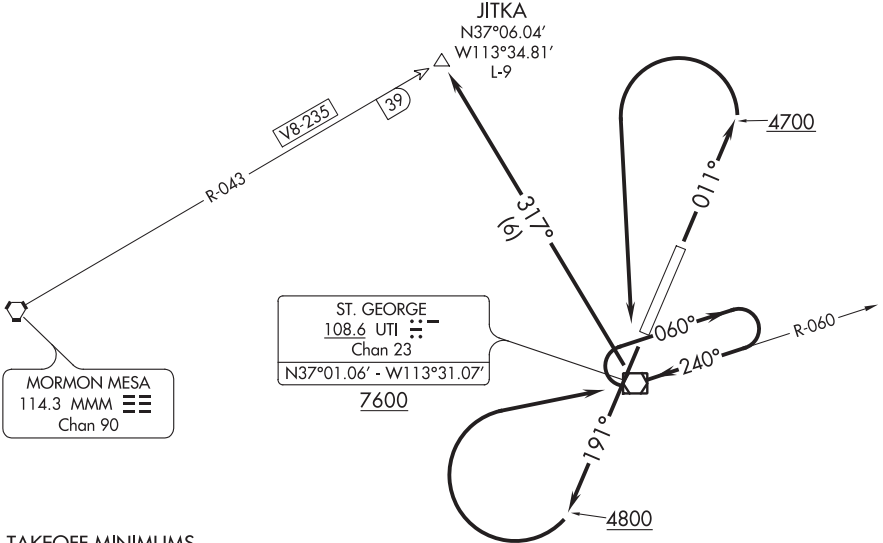 JITKA
N37°06.04'
W113°34.81'
L-9
39
V8-235
R-043
4700
011°
317°
(6)
ST. GEORGE
108.6 UTI
Chan 23
N37°01.06' - W113°31.07'
7600
060°
R-060
240°
MORMON MESA
114.3 MMM
Chan 90
191°
4800
TAKEOFF MINIMUMS